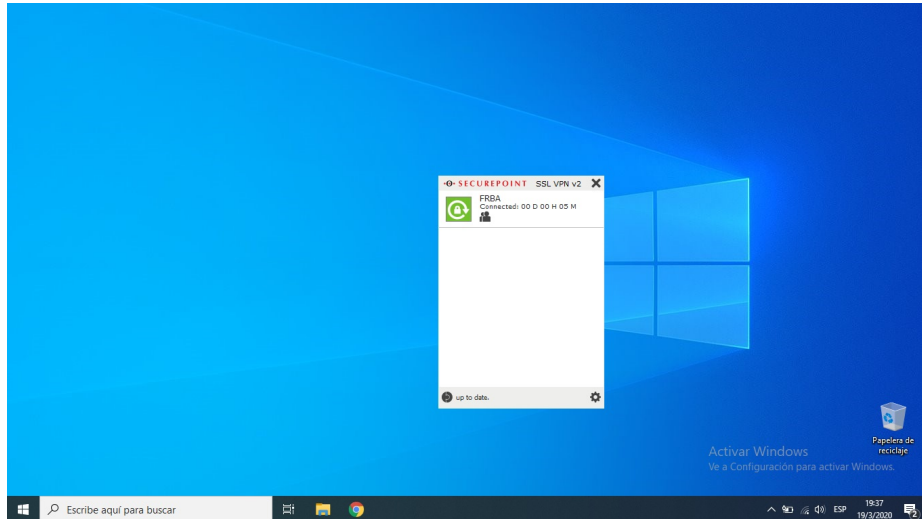 SECUREPOINT SSL VPN v2
FRBA
Connected: 00 D 00 H 05 M
up to date.
Papelera de
reciclaje
Activar Windows
Ve a Configuración para activar Windows.
Escribe aquí para buscar
ESP
19:37
19/3/2020
2